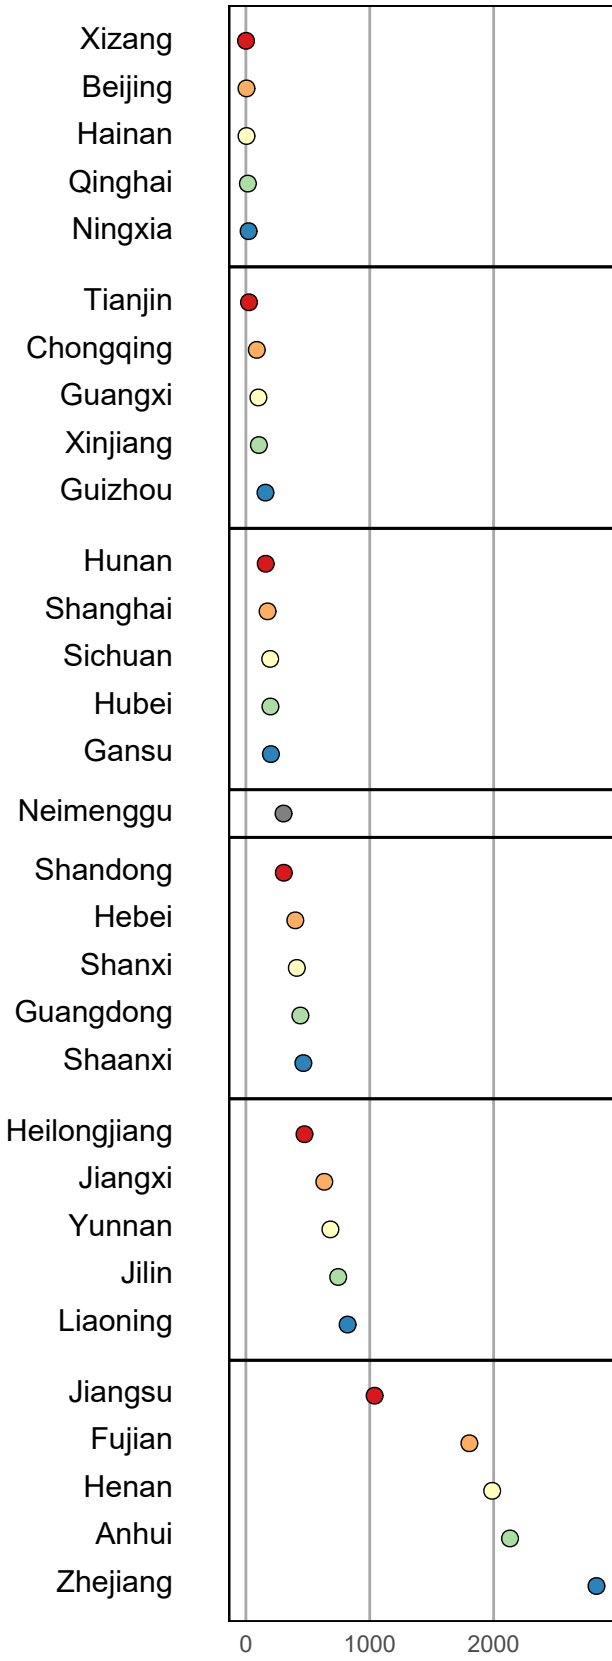 Xizang
Beijing
Hainan
Qinghai
Ningxia
Tianjin
Chongqing
Guangxi
Xinjiang
Guizhou
Hunan
Shanghai
Sichuan
Hubei
Gansu
Neimenggu
Shandong
Hebei
Shanxi
Guangdong
Shaanxi
Heilongjiang
Jiangxi
Yunnan
Jilin
Liaoning
Jiangsu
Fujian
Henan
Anhui
Zhejiang
0 1000 2000